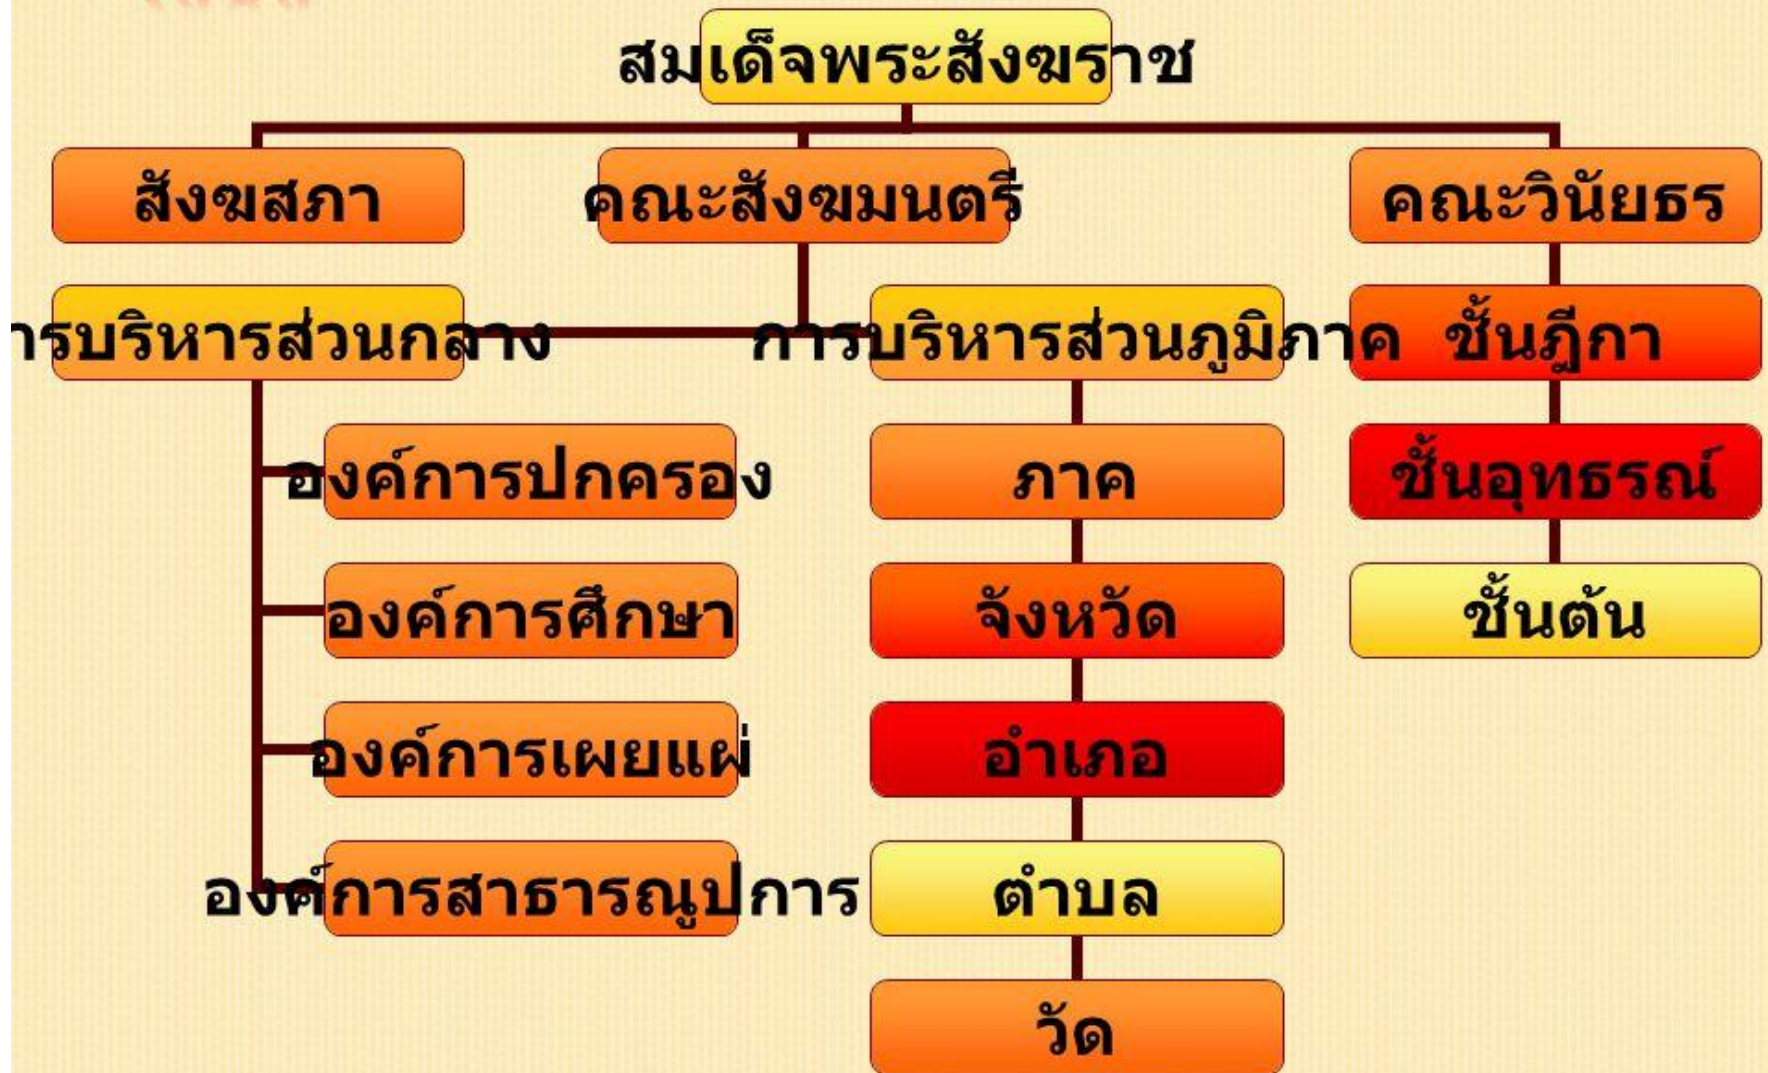 สมเด็จพระสังฆราช
สังฆสภา
คณะสังฆมนตรี
คณะวินัยธร
ารบริหารส่วนกลาง
การบริหารส่วนภูมิภาค
ชั้นฎีกา
องค์การปกครอง
ภาค
ชั้นอุทธรณ์
องค์การศึกษา
จังหวัด
ชั้นต้น
องค์การเผยแผ่
อำเภอ
องค์การสาธารณูปการ
ตำบล
วัด